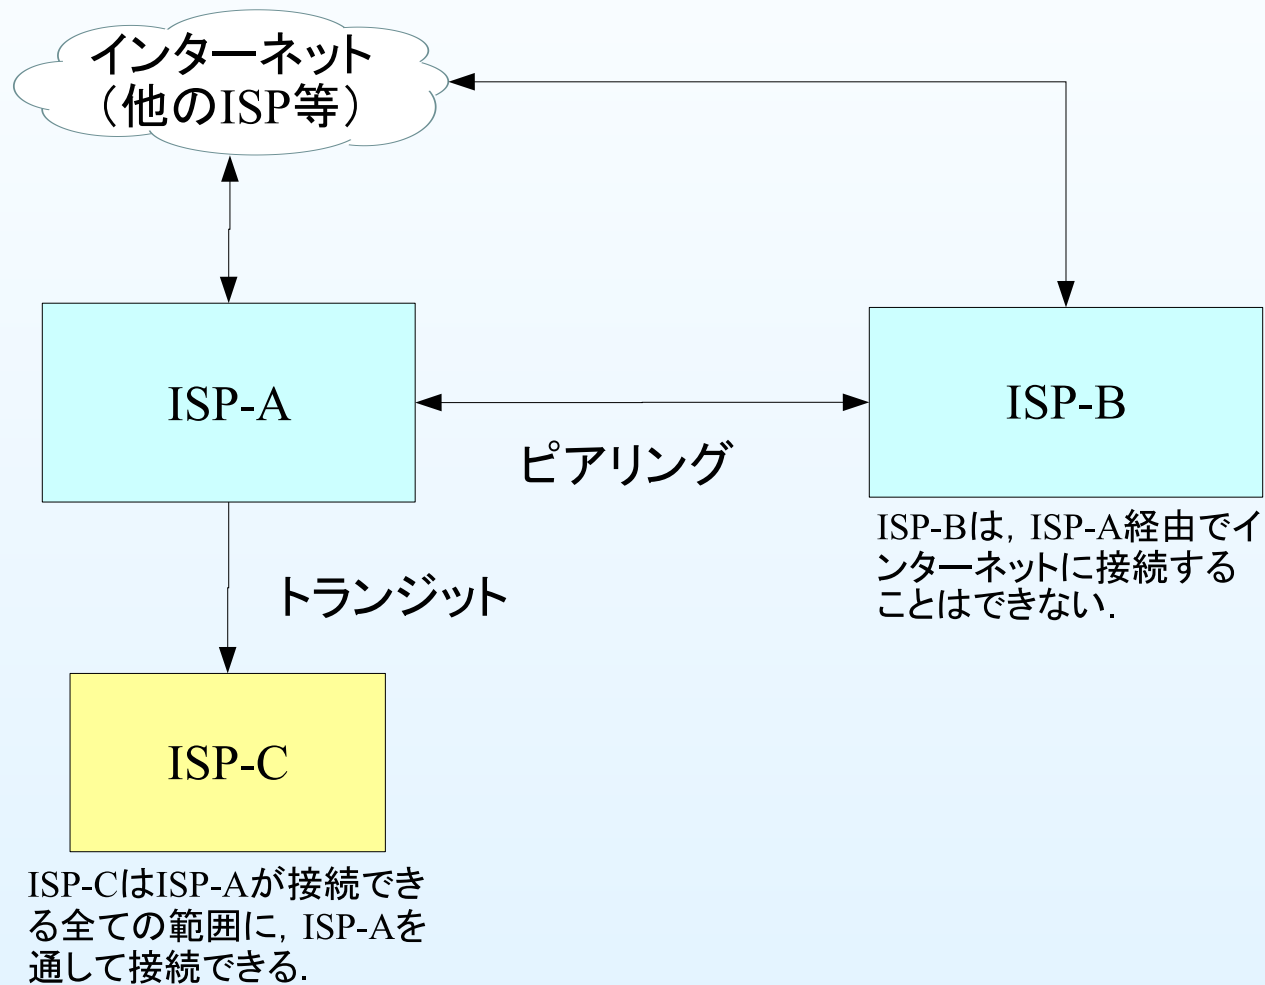 インターネット
（他のISP等）
ISP-A
ISP-B
ピアリング
ISP-Bは，ISP-A経由でイ
ンターネットに接続する
ことはできない．
トランジット
ISP-C
ISP-CはISP-Aが接続でき
る全ての範囲に，ISP-Aを
通して接続できる．